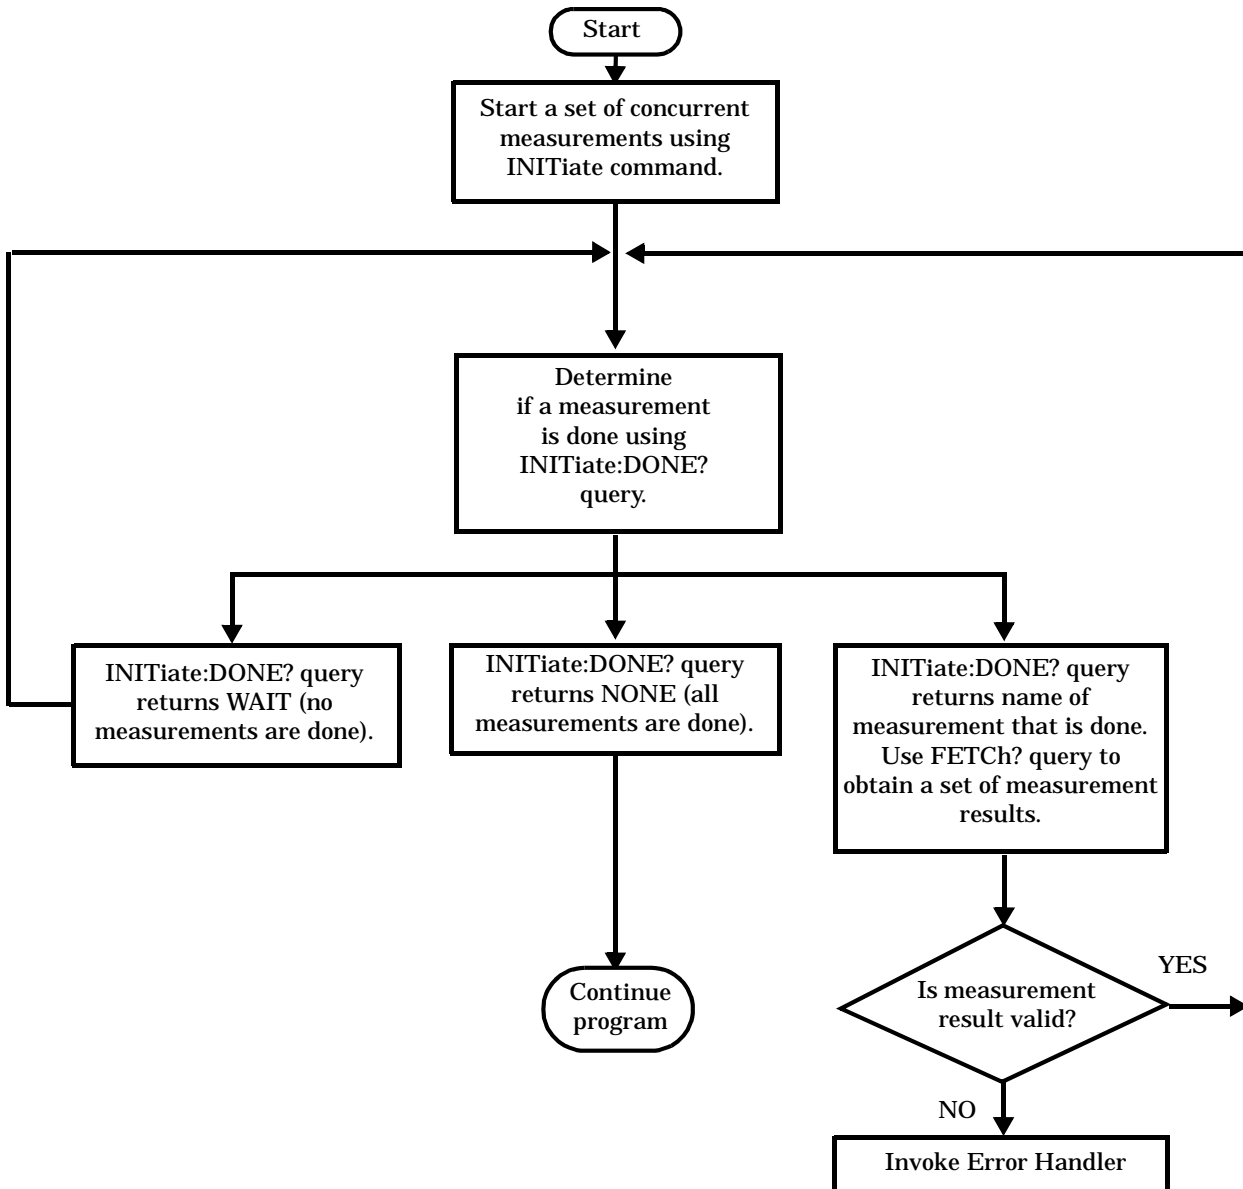 Start
Start a set of concurrent
measurements using
INITiate command.
Determine
if a measurement
is done using
INITiate:DONE?
query.
INITiate:DONE? query
returns WAIT (no
measurements are done).
INITiate:DONE? query
returns NONE (all
measurements are done).
INITiate:DONE? query
returns name of
measurement that is done.
Use FETCh? query to
obtain a set of measurement
results.
Continue
program
Is measurement
result valid?
YES
NO
Invoke Error Handler